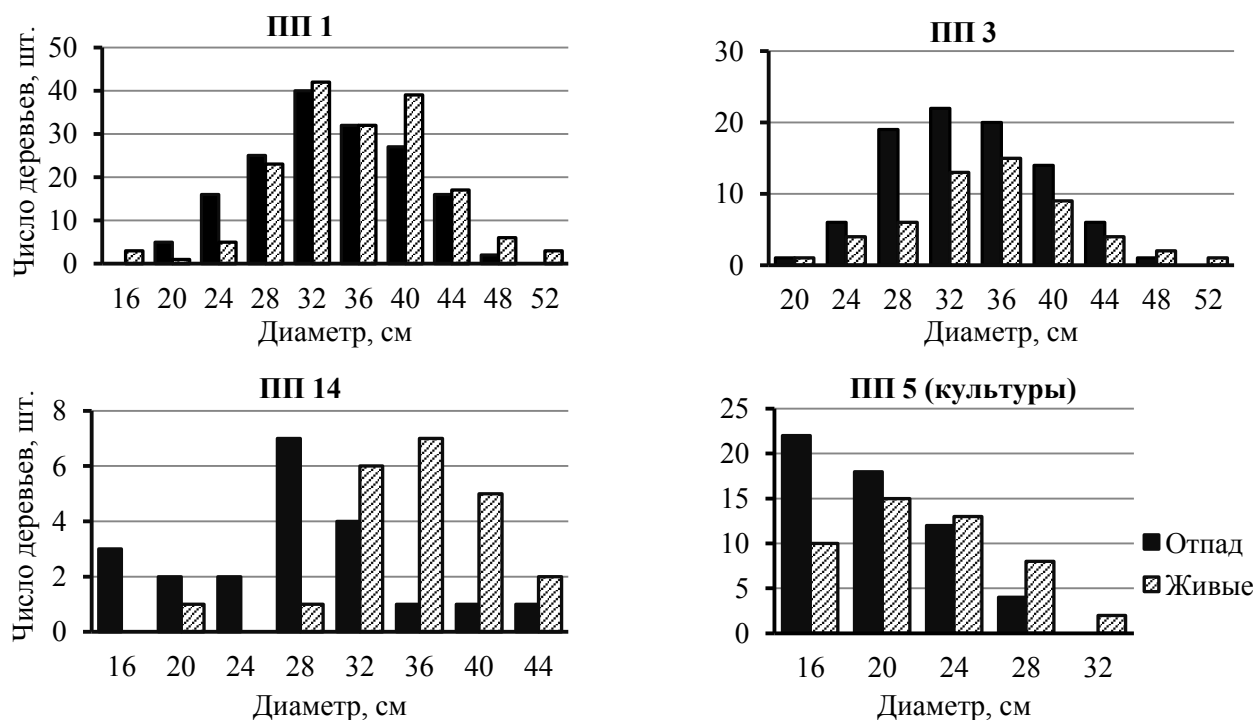 ПП 1
Число деревьев, шт.
50
40
30
20
10
0
16 20 24 28 32 36 40 44 48 52
Диаметр, см
ПП 3
30
20
10
0
20 24 28 32 36 40 44 48 52
Диаметр, см
ПП 14
Число деревьев, шт.
8
6
4
2
0
16 20 24 28 32 36 40 44
Диаметр, см
ПП 5 (культуры)
25
20
15
10
5
0
16 20 24 28 32
Диаметр, см
Отпад
Живые